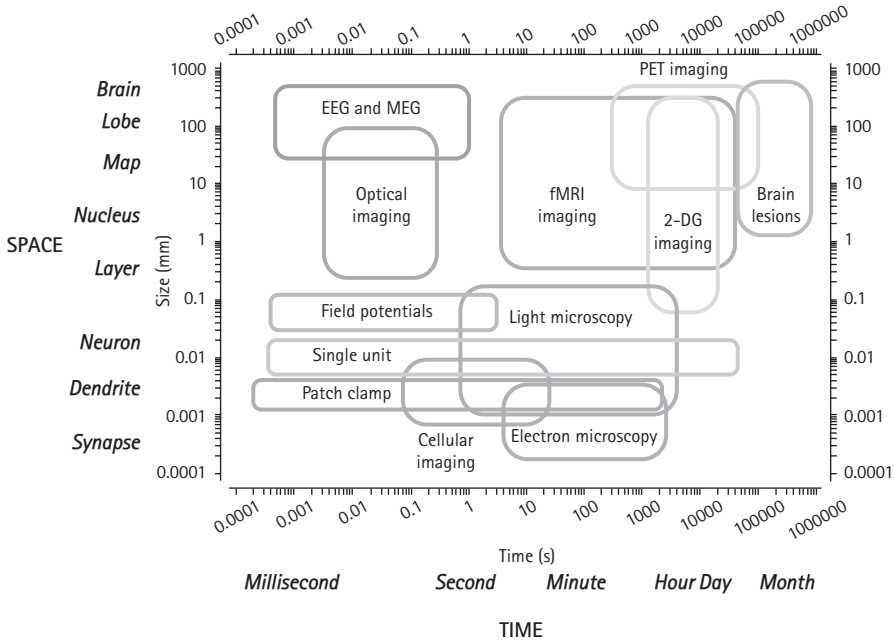 0.0001 0.001 0.01 0.1 1 10 100 1000 10000 100000 1000000
PET imaging
1000 1000
Brain
EEG and MEG
Lobe
100 100
Map
10 10
Optical
imaging
fMRI
imaging
Brain
lesions
Nucleus
2-DG
imaging
SPACE
Size (mm)
1 1
Layer
0.1 0.1
Field potentials
Light microscopy
Neuron
0.01 0.01
Single unit
Dendrite
Patch clamp
0.001 0.001
Synapse
Cellular
imaging
Electron microscopy
0.0001 0.0001
0.0001 0.001 0.01 0.1 1 10 100 1000 10000 100000 1000000
Time (s)
Millisecond Second Minute Hour Day Month
TIME